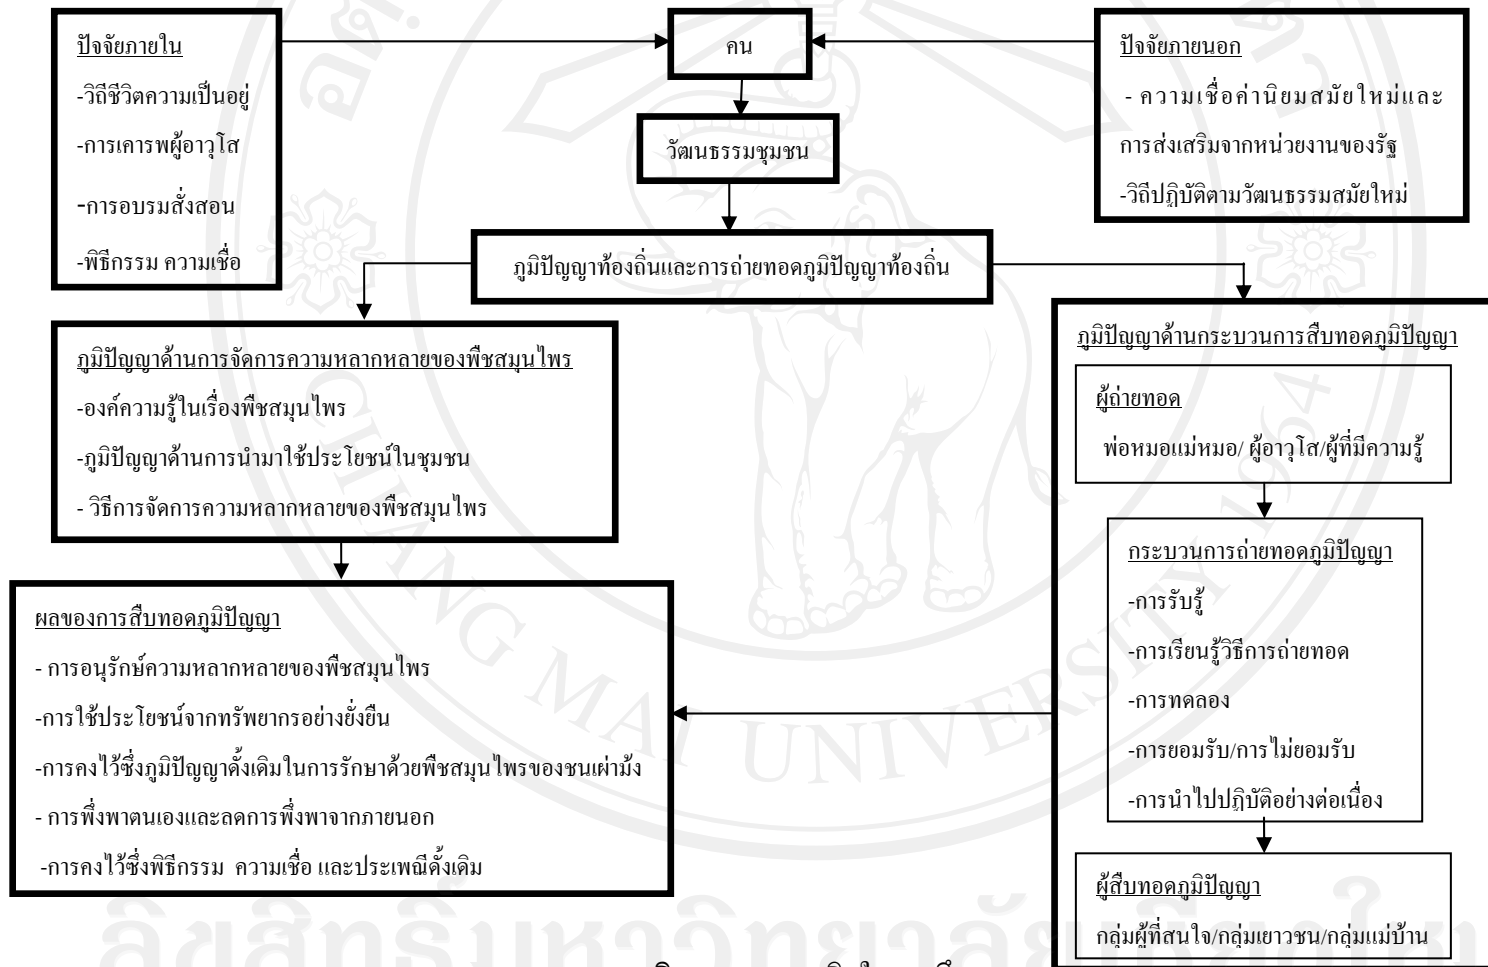 ปัจจัยภายใน
-วิถีชีวิตความเป็นอยู่
-การเคารพผู้อาวุโส
-การอบรมสั่งสอน
-พิธีกรรม ความเชื่อ
คน
ปัจจัยภายนอก
- ความเชื่อค่านิยมสมัยใหม่และ
การส่งเสริมจากหน่วยงานของรัฐ
-วิถีปฏิบัติตามวัฒนธรรมสมัยใหม่
วัฒนธรรมชุมชน
ภูมิปัญญาท้องถิ่นและการถ่ายทอดภูมิปัญญาท้องถิ่น
ภูมิปัญญาด้านการจัดการความหลากหลายของพืชสมุนไพร
-องค์ความรู้ในเรื่องพืชสมุนไพร
-ภูมิปัญญาด้านการนำมาใช้ประโยชน์ในชุมชน
- วิธีการจัดการความหลากหลายของพืชสมุนไพร
ผลของการสืบทอดภูมิปัญญา
- การอนุรักษ์ความหลากหลายของพืชสมุนไพร
-การใช้ประโยชน์จากทรัพยากรอย่างยั่งยืน
-การคงไว้ซึ่งภูมิปัญญาดั้งเดิมในการรักษาด้วยพืชสมุนไพรของชนเผ่าม้ง
- การพึ่งพาตนเองและลดการพึ่งพาจากภายนอก
-การคงไว้ซึ่งพิธีกรรม ความเชื่อ และประเพณีดั้งเดิม
ภูมิปัญญาด้านกระบวนการสืบทอดภูมิปัญญา
ผู้ถ่ายทอด
พ่อหมอแม่หมอ/ ผู้อาวุโส/ผู้ที่มีความรู้
กระบวนการถ่ายทอดภูมิปัญญา
-การรับรู้
-การเรียนรู้วิธีการถ่ายทอด
-การทดลอง
-การยอมรับ/การไม่ยอมรับ
-การนำไปปฏิบัติอย่างต่อเนื่อง
ผู้สืบทอดภูมิปัญญา
กลุ่มผู้ที่สนใจ/กลุ่มเยาวชน/กลุ่มแม่บ้าน
CHIANG MAI UNIVERSITY 1964
ลิขสิทธิ์มหาวิทยาลัยเชียงใหม่